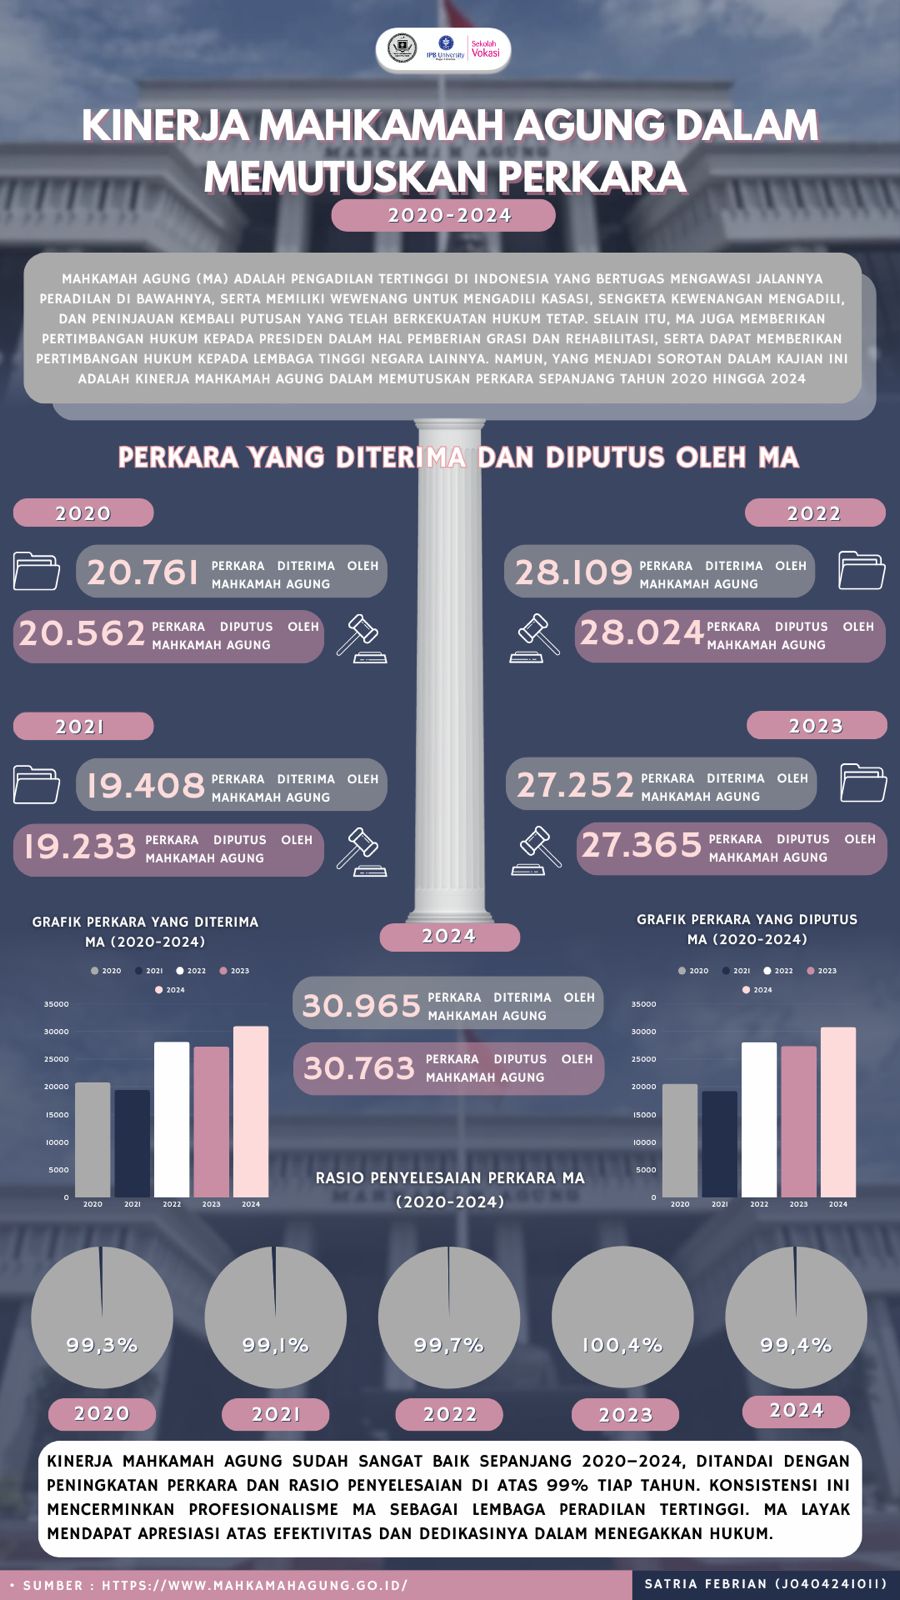 IPB University
Sekolah
Vokasi
KINERJA MAHKAMAH AGUNG DALAM
MEMUTUSKAN PERKARA
2020-2024
MAHKAMAH AGUNG (MA) ADALAH PENGADILAN TERTINGGI DI INDONESIA YANG BERTUGAS MENGAWASI JALANNYA
PERADILAN DI BAWAHNYA, SERTA MEMILIKI WEWENANG UNTUK MENGADILI KASASI, SENGKETA KEWENANGAN MENGADILI,
DAN PENINJAUAN KEMBALI PUTUSAN YANG TELAH BERKEKUATAN HUKUM TETAP. SELAIN ITU, MA JUGA MEMBERIKAN
PERTIMBANGAN HUKUM KEPADA PRESIDEN DALAM HAL PEMBERIAN GRASI DAN REHABILITASI, SERTA DAPAT MEMBERIKAN
PERTIMBANGAN HUKUM KEPADA LEMBAGA TINGGI NEGARA LAINNYA. NAMUN, YANG MENJADI SOROTAN DALAM KAJIAN INI
ADALAH KINERJA MAHKAMAH AGUNG DALAM MEMUTUSKAN PERKARA SEPANJANG TAHUN 2020 HINGGA 2024
PERKARA YANG DITERIMA DAN DIPUTUS OLEH MA
2020
20.761 PERKARA DITERIMA OLEH
MAHKAMAH AGUNG
20.562 PERKARA DIPUTUS OLEH
MAHKAMAH AGUNG
2022
28.109 PERKARA DITERIMA OLEH
MAHKAMAH AGUNG
28.024 PERKARA DIPUTUS OLEH
MAHKAMAH AGUNG
2021
19.408 PERKARA DITERIMA OLEH
MAHKAMAH AGUNG
19.233 PERKARA DIPUTUS OLEH
MAHKAMAH AGUNG
2023
27.252 PERKARA DITERIMA OLEH
MAHKAMAH AGUNG
27.365 PERKARA DIPUTUS OLEH
MAHKAMAH AGUNG
2024
30.965 PERKARA DITERIMA OLEH
MAHKAMAH AGUNG
30.763 PERKARA DIPUTUS OLEH
MAHKAMAH AGUNG
GRAFIK PERKARA YANG DITERIMA
MA (2020-2024)
2020 2021 2022 2023
2024
35000
30000
25000
20000
15000
10000
5000
0
2020 2021 2022 2023 2024
GRAFIK PERKARA YANG DIPUTUS
MA (2020-2024)
2020 2021 2022 2023
2024
35000
30000
25000
20000
15000
10000
5000
0
2020 2021 2022 2023 2024
RASIO PENYELESAIAN PERKARA MA
(2020-2024)
99,3% 99,1% 99,7% 100,4% 99,4%
2020 2021 2022 2023 2024
KINERJA MAHKAMAH AGUNG SUDAH SANGAT BAIK SEPANJANG 2020–2024, DITANDAI DENGAN
PENINGKATAN PERKARA DAN RASIO PENYELESAIAN DI ATAS 99% TIAP TAHUN. KONSISTENSI INI
MENCERMINKAN PROFESIONALISME MA SEBAGAI LEMBAGA PERADILAN TERTINGGI. MA LAYAK
MENDAPAT APRESIASI ATAS EFEKTIVITAS DAN DEDIKASINYA DALAM MENEGAKKAN HUKUM.
• SUMBER : HTTPS://WWW.MAHKAMAHAGUNG.GO.ID/
SATRIA FEBRIAN (J0404241011)